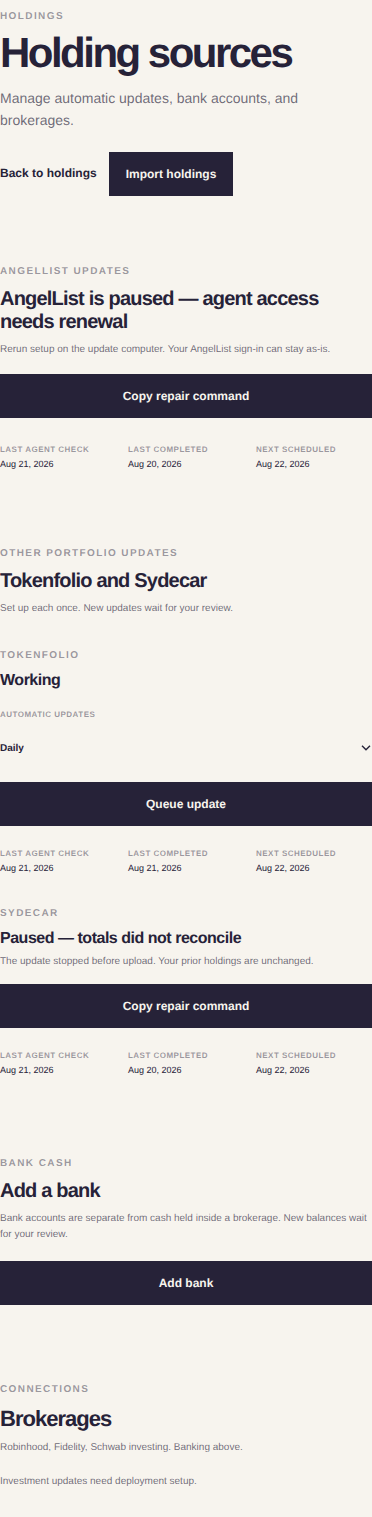 HOLDINGS
Holding sources
Manage automatic updates, bank accounts, and
brokerages.
Back to holdings
Import holdings
ANGELLIST UPDATES
AngelList is paused — agent access
needs renewal
Rerun setup on the update computer. Your AngelList sign-in can stay as-is.
Copy repair command
LAST AGENT CHECK LAST COMPLETED NEXT SCHEDULED
Aug 21, 2026 Aug 20, 2026 Aug 22, 2026
OTHER PORTFOLIO UPDATES
Tokenfolio and Sydecar
Set up each once. New updates wait for your review.
TOKENFOLIO
Working
AUTOMATIC UPDATES
Daily
Queue update
LAST AGENT CHECK LAST COMPLETED NEXT SCHEDULED
Aug 21, 2026 Aug 21, 2026 Aug 22, 2026
SYDECAR
Paused — totals did not reconcile
The update stopped before upload. Your prior holdings are unchanged.
Copy repair command
LAST AGENT CHECK LAST COMPLETED NEXT SCHEDULED
Aug 21, 2026 Aug 20, 2026 Aug 22, 2026
BANK CASH
Add a bank
Bank accounts are separate from cash held inside a brokerage. New balances wait
for your review.
Add bank
CONNECTIONS
Brokerages
Robinhood, Fidelity, Schwab investing. Banking above.
Investment updates need deployment setup.